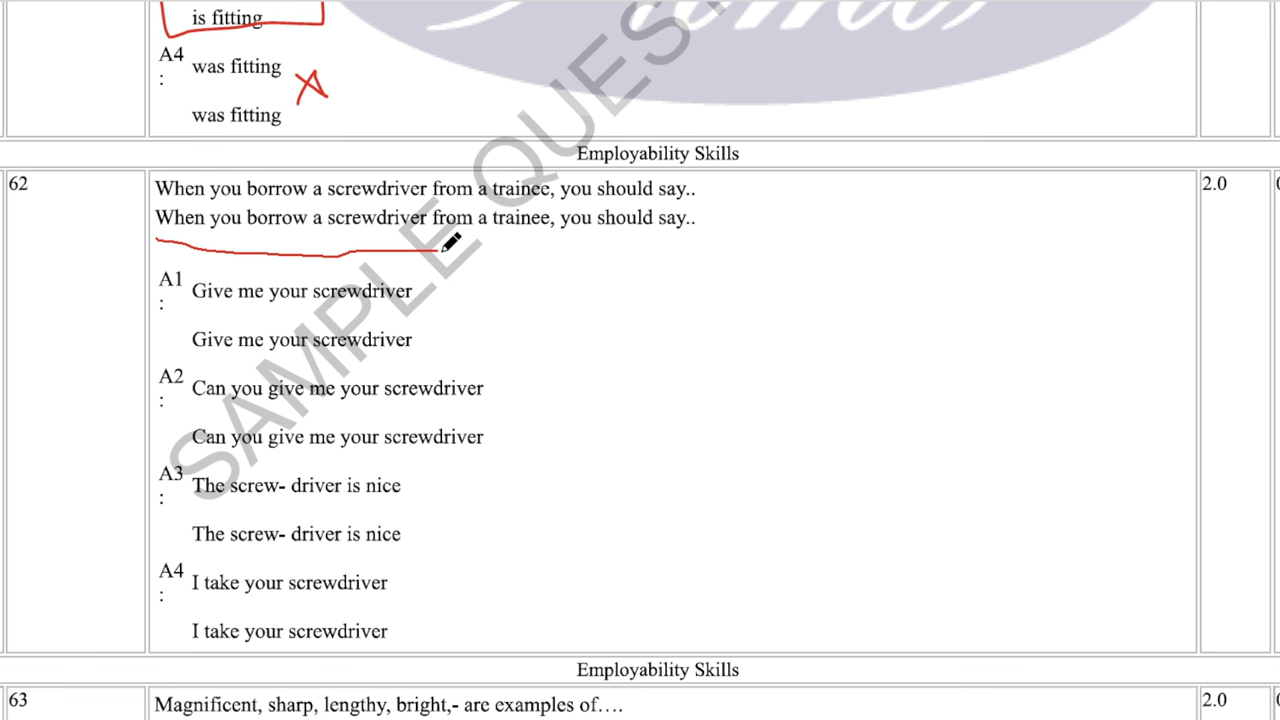 is fitting
A4
:
was fitting
was fitting
Employability Skills
62
When you borrow a screwdriver from a trainee, you should say..
2.0
When you borrow a screwdriver from a trainee, you should say..
A1
:
Give me your screwdriver
Give me your screwdriver
A2
:
Can you give me your screwdriver
Can you give me your screwdriver
A3
:
The screw- driver is nice
The screw- driver is nice
A4
:
I take your screwdriver
I take your screwdriver
Employability Skills
63
Magnificent, sharp, lengthy, bright,- are examples of….
2.0
SAMPLE